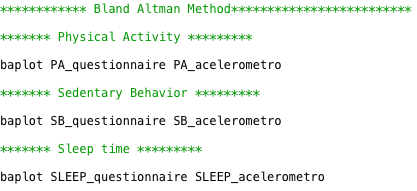 ************ Bland Altman Method*************************
******* Physical Activity *********
baplot PA_questionnaire PA_acelerometro
******* Sedentary Behavior *********
baplot SB_questionnaire SB_acelerometro
******* Sleep time *********
baplot SLEEP_questionnaire SLEEP_acelerometro